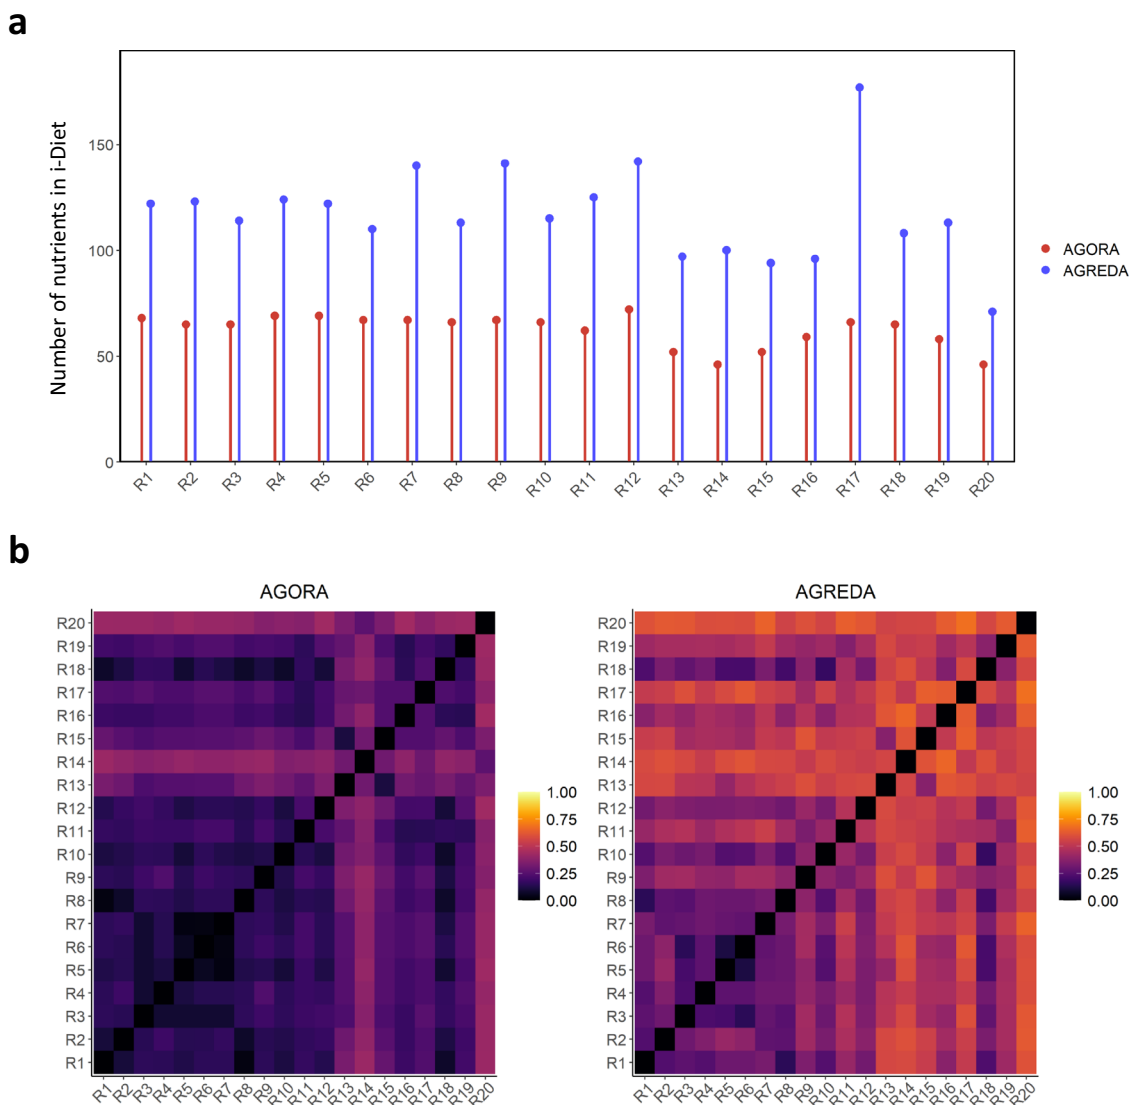 a
Number of nutrients in i-Diet
150
100
50
0
R1 R2 R3 R4 R5 R6 R7 R8 R9 R10 R11 R12 R13 R14 R15 R16 R17 R18 R19 R20
AGORA
AGREDA
b
AGORA
R20
R19
R18
R17
R16
R15
R14
R13
R12
R11
R10
R9
R8
R7
R6
R5
R4
R3
R2
R1
R1 R2 R3 R4 R5 R6 R7 R8 R9 R10 R11 R12 R13 R14 R15 R16 R17 R18 R19 R20
1.00
0.75
0.50
0.25
0.00
AGREDA
R20
R19
R18
R17
R16
R15
R14
R13
R12
R11
R10
R9
R8
R7
R6
R5
R4
R3
R2
R1
R1 R2 R3 R4 R5 R6 R7 R8 R9 R10 R11 R12 R13 R14 R15 R16 R17 R18 R19 R20
1.00
0.75
0.50
0.25
0.00